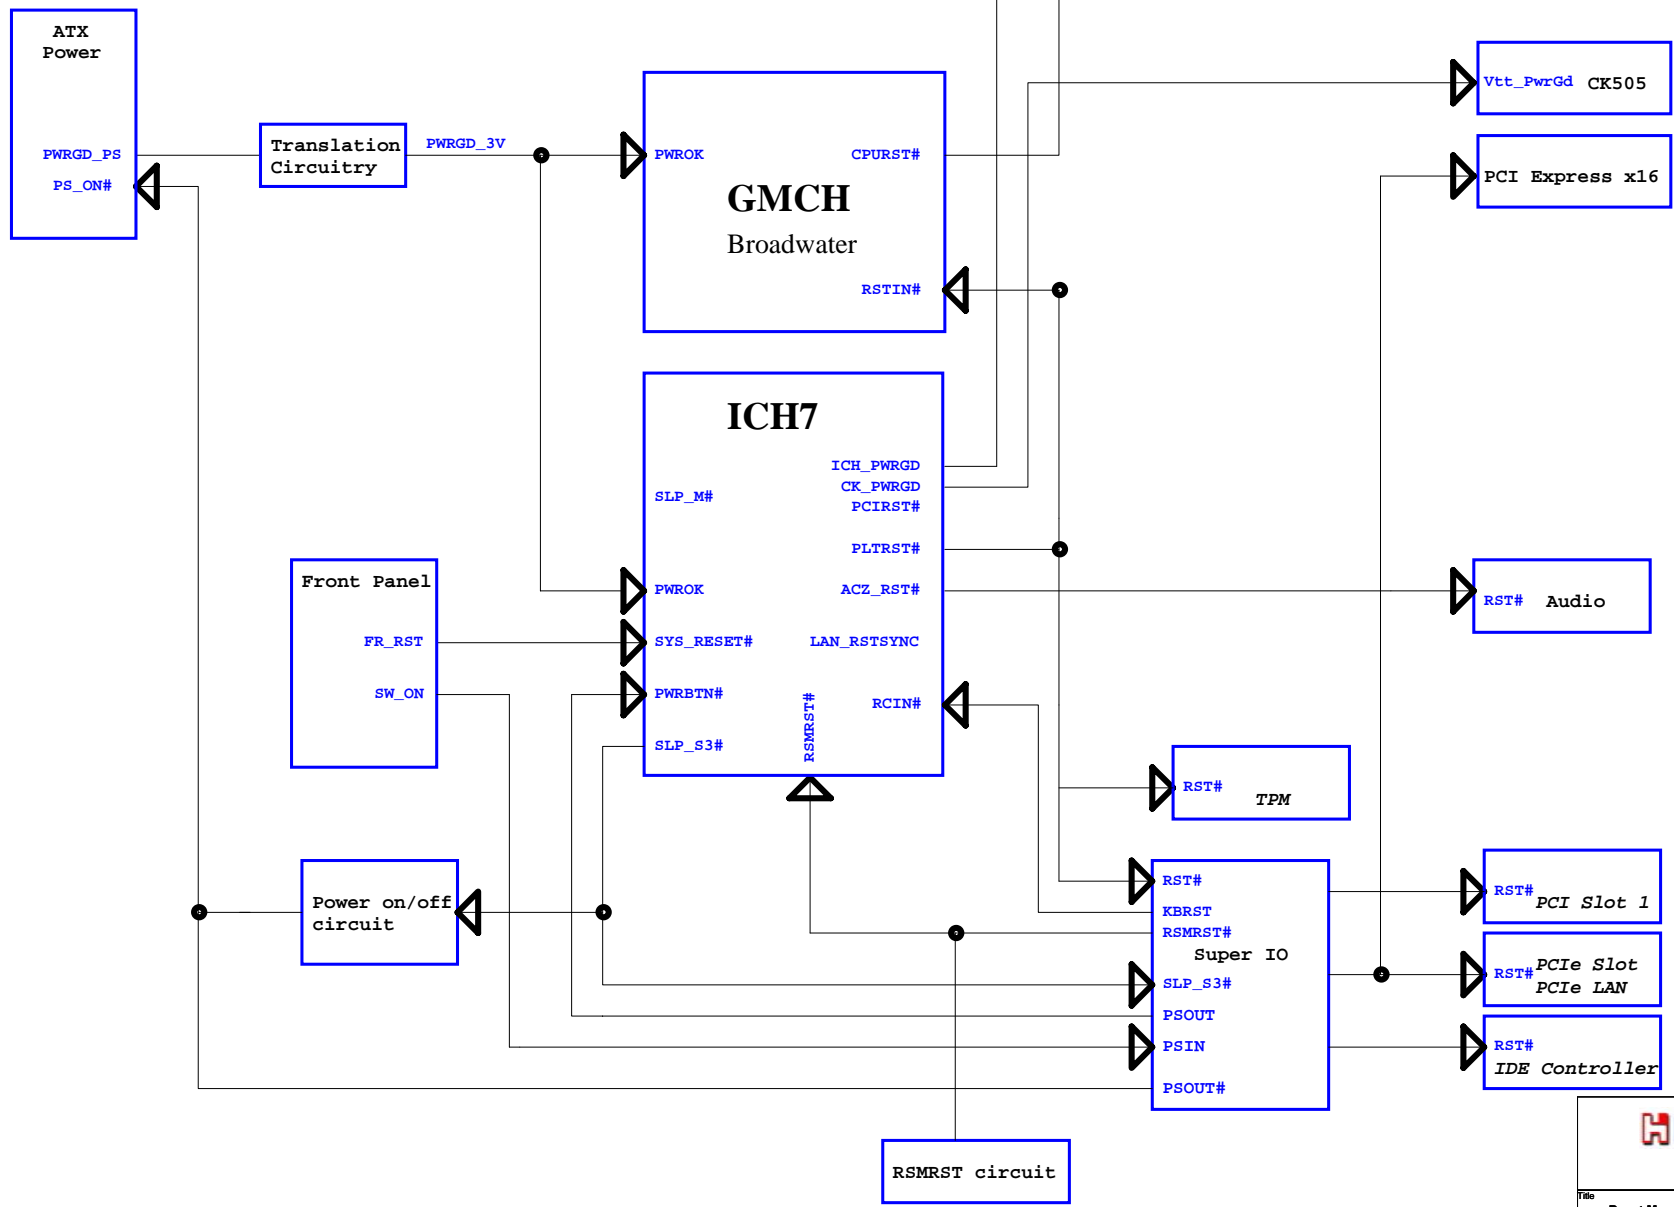 ATX
Power
PWRGD_PS
PS_ON#
Translation
Circuitry
PWRGD_3V
PWROK
CPURST#
GMCH
Broadwater
RSTIN#
Vtt_PwrGd CK505
PCI Express x16
ICH7
ICH_PWRGD
CK_PWRGD
PCIRST#
SLP_M#
PLTRST#
PWROK
ACZ_RST#
SYS_RESET#
LAN_RSTSYNC
PWRBTN#
RCIN#
SLP_S3#
RSMRST#
Front Panel
FR_RST
SW_ON
RST# Audio
RST# TPM
Power on/off
circuit
RST#
KBRST
RSMRST#
Super IO
SLP_S3#
PSOUT
PSIN
PSOUT#
RST# PCI Slot 1
RST# PCIe Slot
PCIe LAN
RST#
IDE Controller
RSMRST circuit
Title